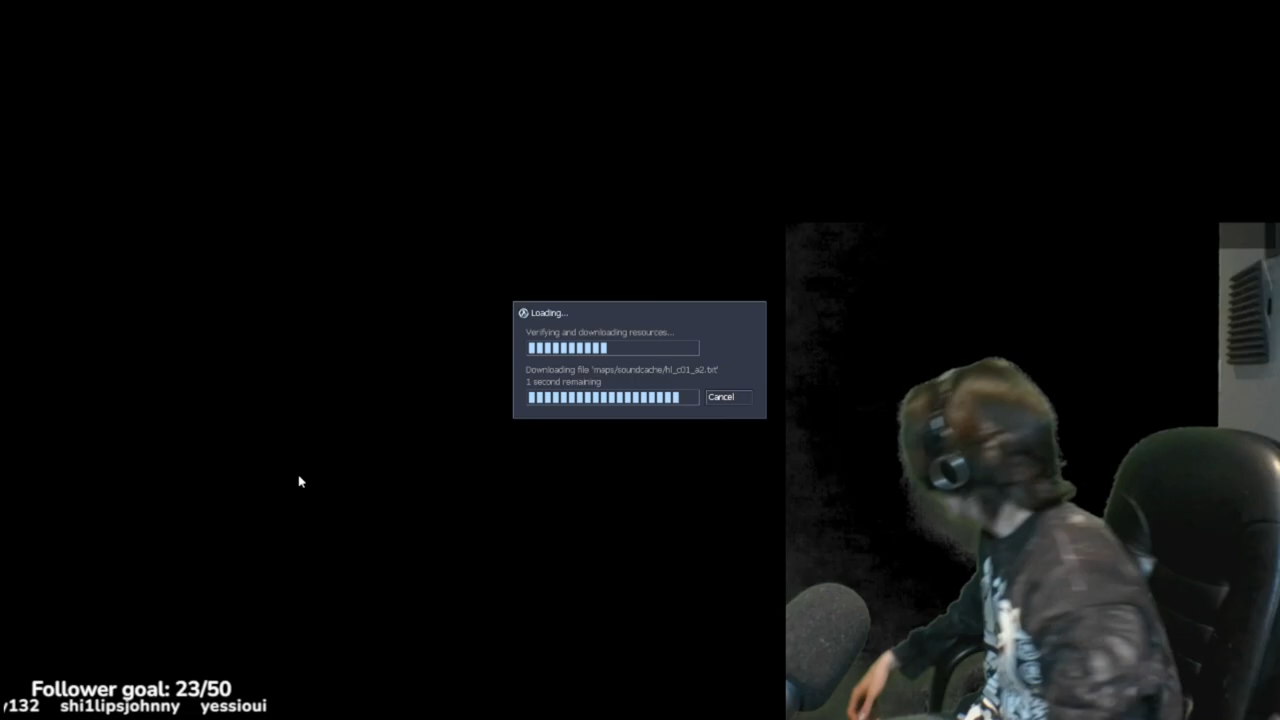 Loading...
Verifying and downloading resources...
Downloading file 'maps/soundcache/hl_c01_a2.txt'
1 second remaining
Cancel
Follower goal: 23/50
132 shi1lipsjohnny yessioui